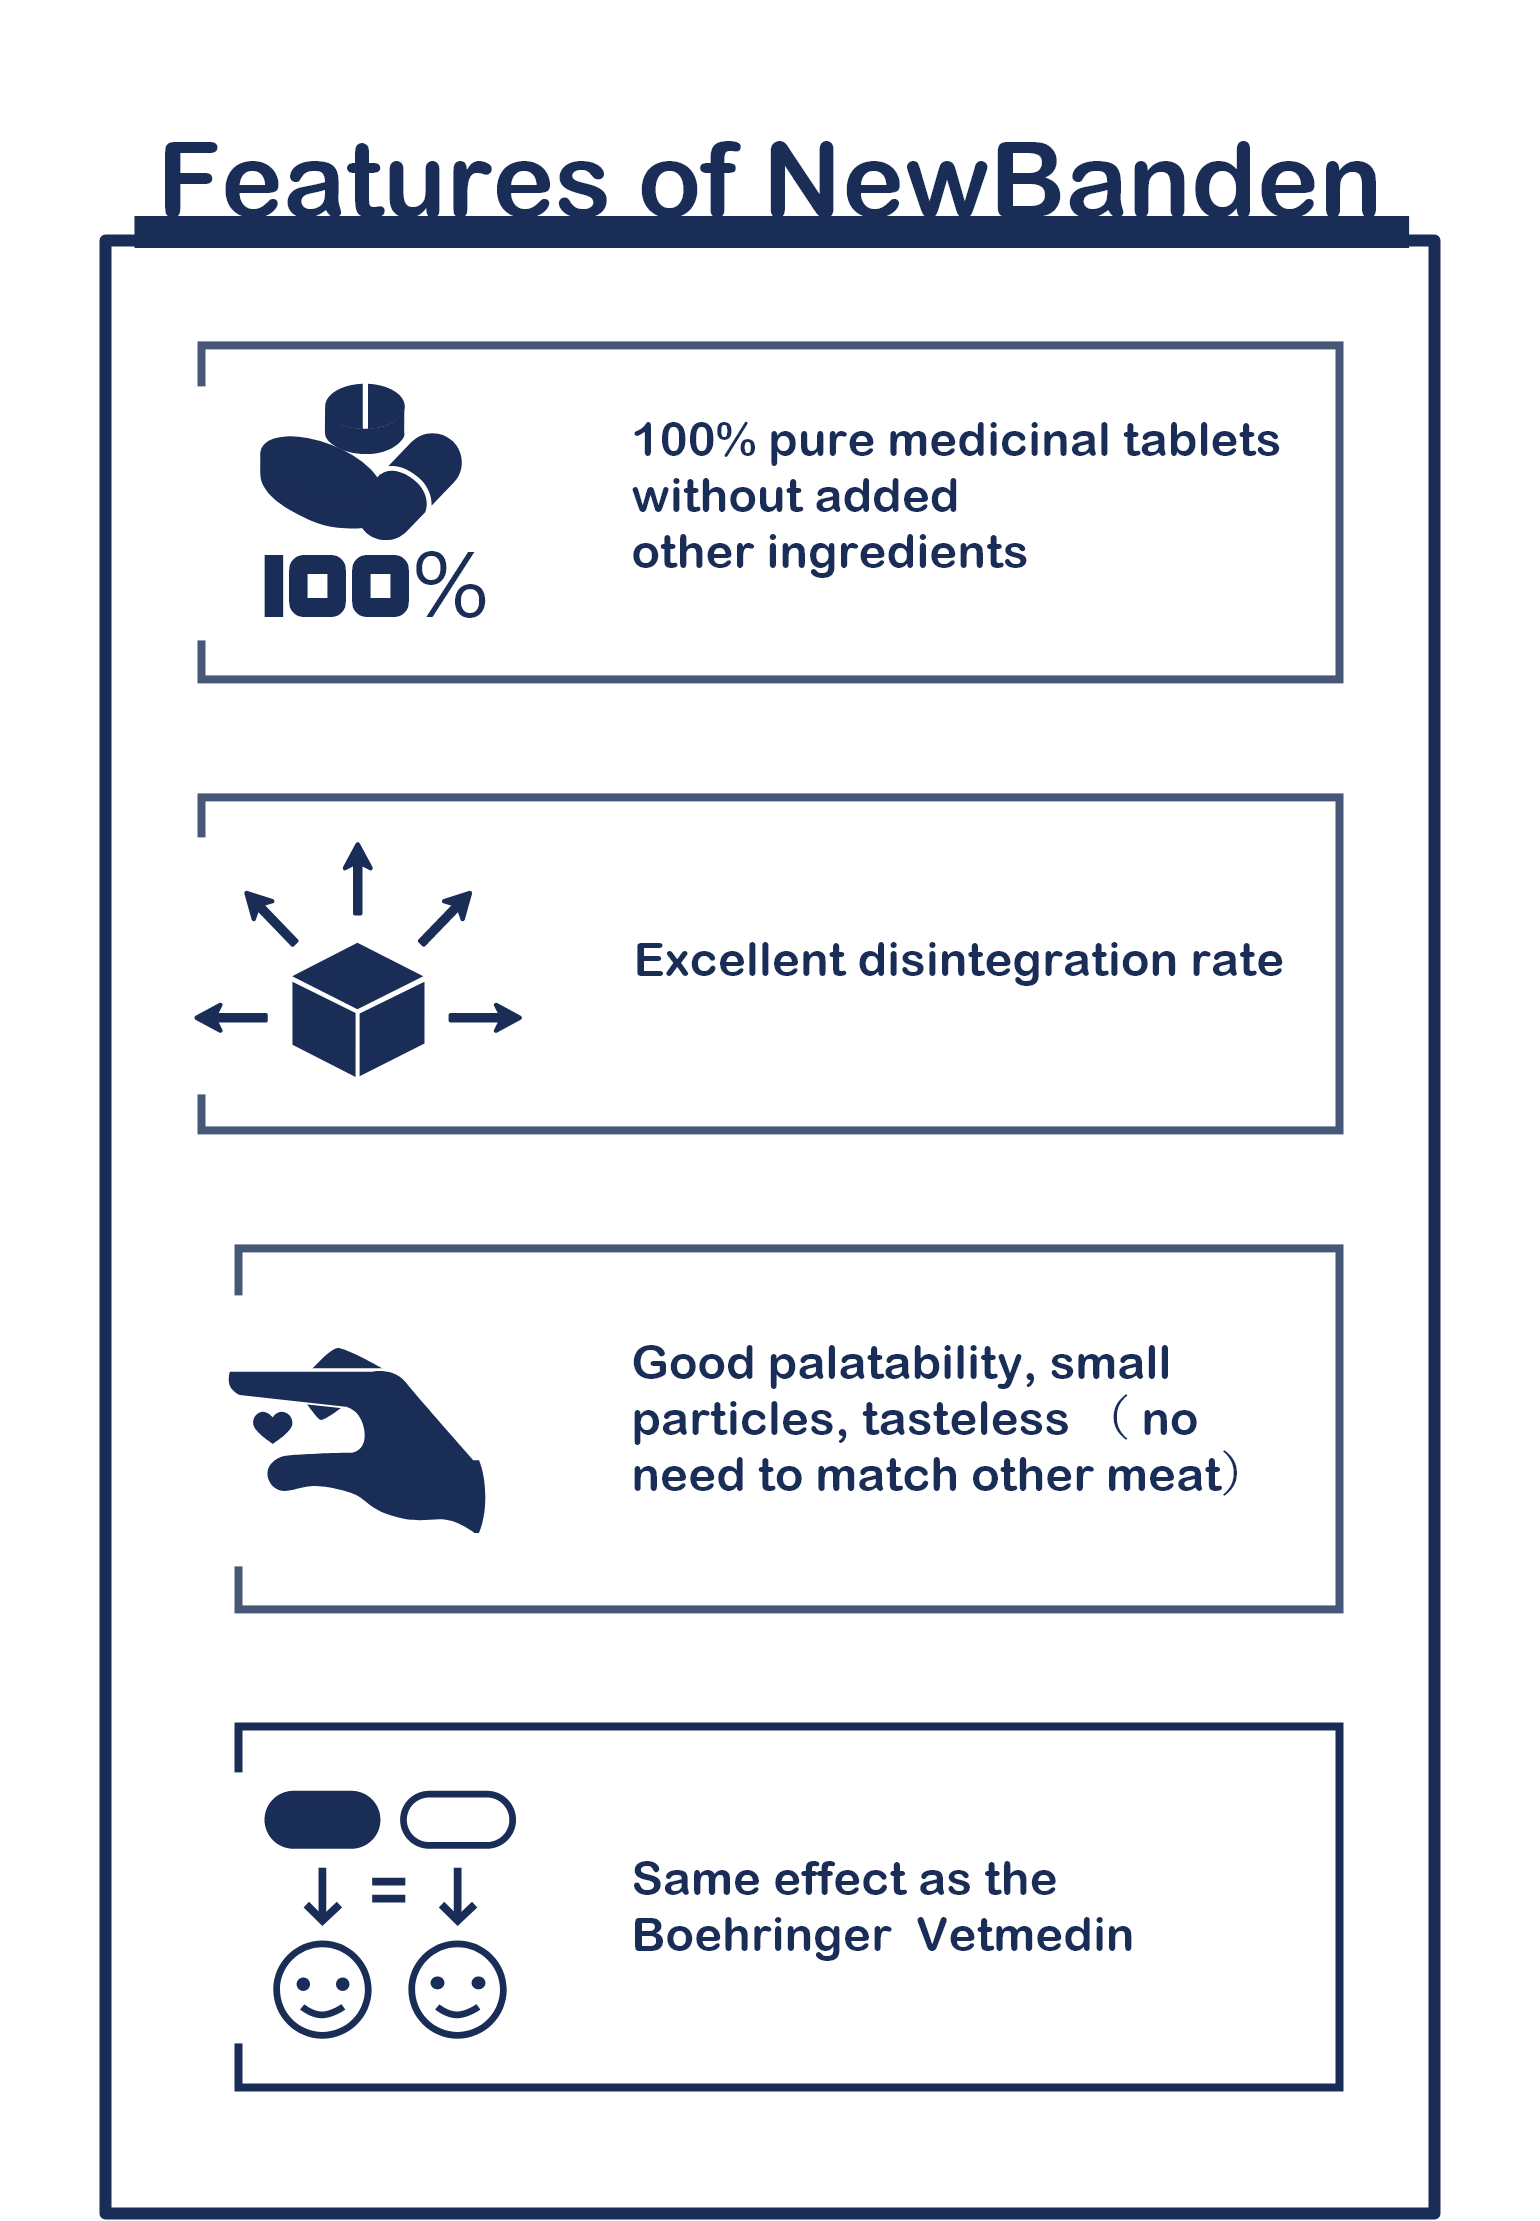 Features of NewBanden
100% pure medicinal tablets
without added
other ingredients
100%
Excellent disintegration rate
Good palatability, small
particles, tasteless （ no
need to match other meat）
=
Same effect as the
Boehringer  Vetmedin